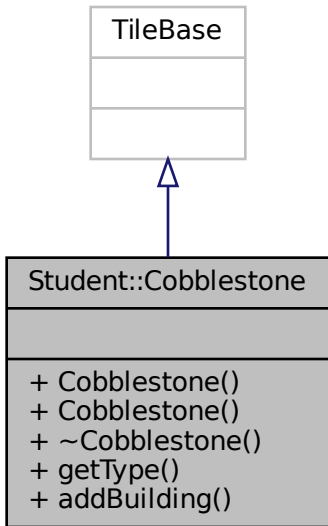 TileBase
Student::Cobblestone
+ Cobblestone()
+ Cobblestone()
+ ~Cobblestone()
+ getType()
+ addBuilding()